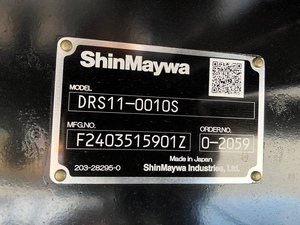 ShinMaywa
MODEL
DRS11-0010S
MFG.NO. ORDER.NO.
F2403515901Z 0-2059
Made in Japan
203-28295-0 ShinMaywa Industries, Ltd.